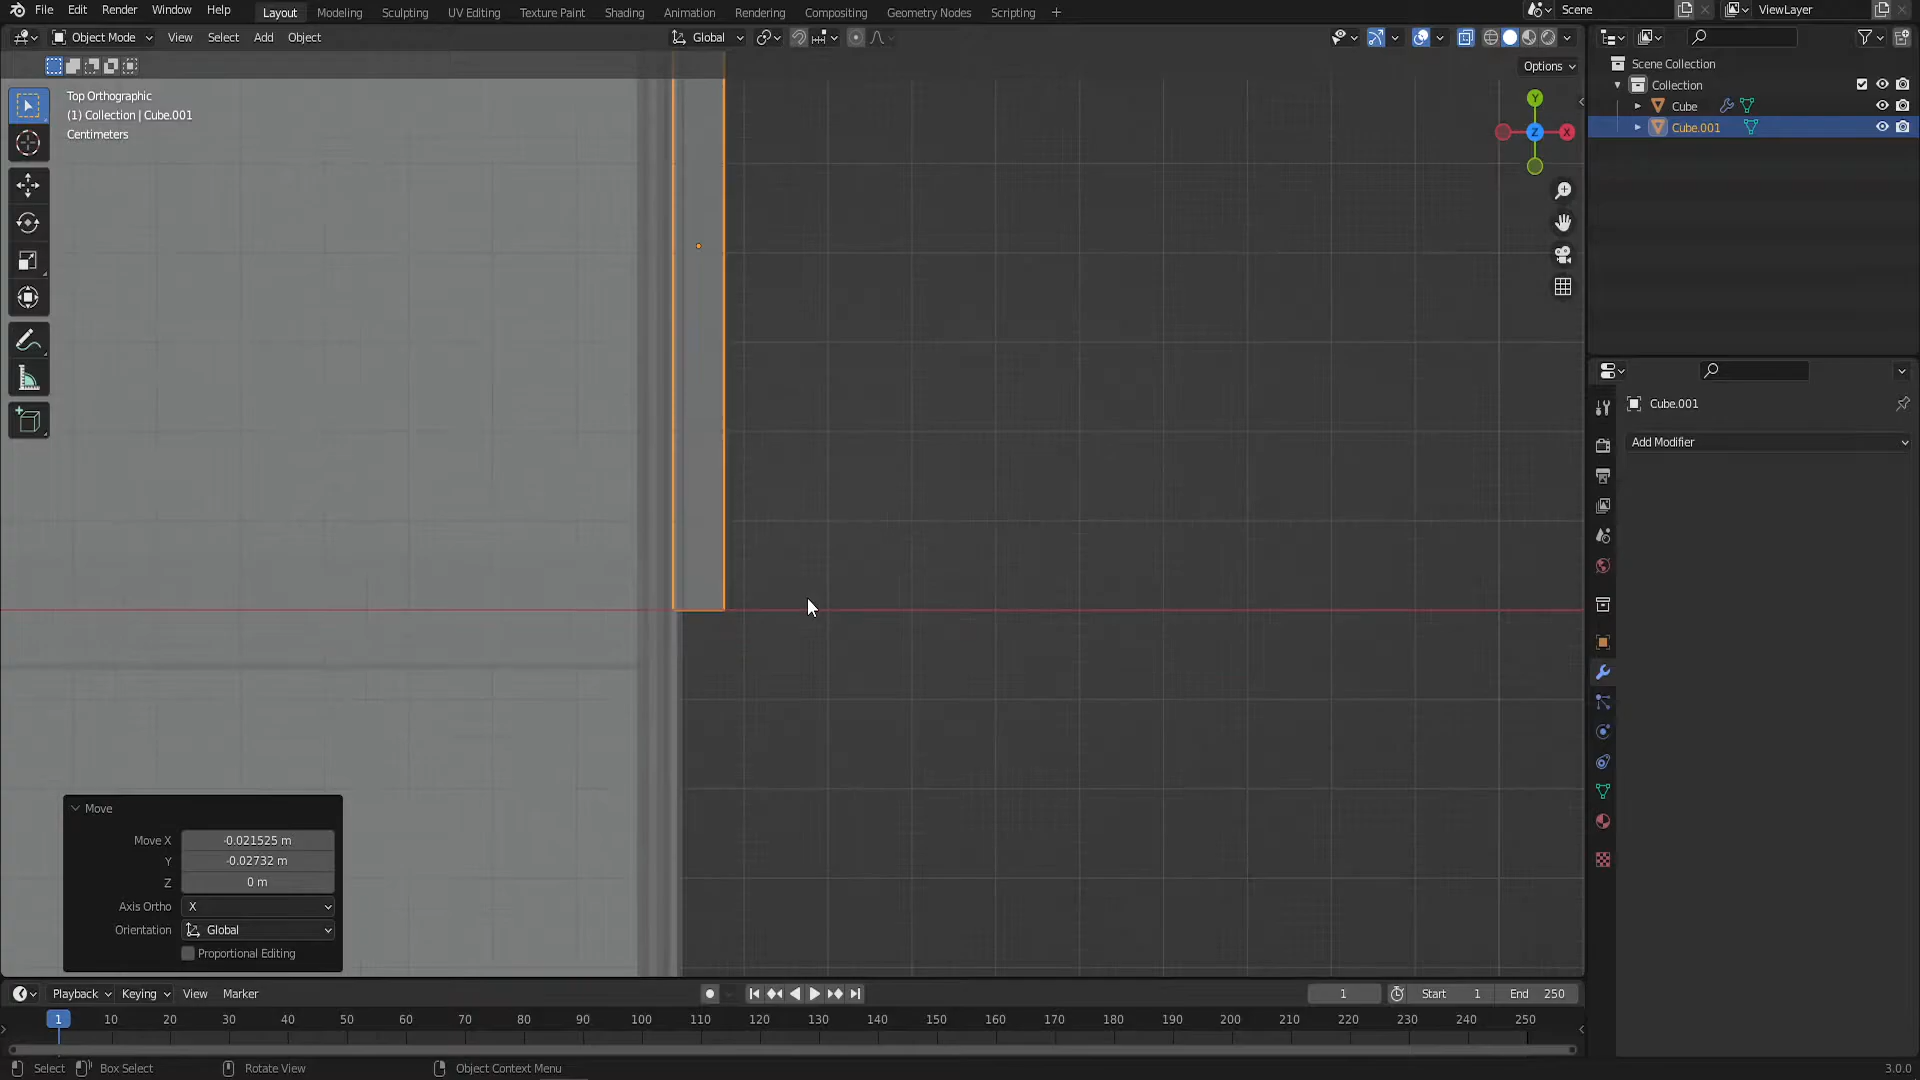 File Edit Render Window Help Layout Modeling Sculpting UV Editing Texture Paint Shading Animation Rendering Compositing Geometry Nodes Scripting + Scene ViewLayer
Object Mode View Select Add Object Global
Options
Top Orthographic
(1) Collection | Cube.001
Centimeters
Y
Z
X
Scene Collection
Collection
Cube
Cube.001
Cube.001
Add Modifier
Move
Move X -0.021525 m
Y -0.02732 m
Z 0 m
Axis Ortho X
Orientation Global
Proportional Editing
Playback Keying View Marker 1 Start 1 End 250
1 10 20 30 40 50 60 70 80 90 100 110 120 130 140 150 160 170 180 190 200 210 220 230 240 250
Select Box Select Rotate View Object Context Menu 3.0.0